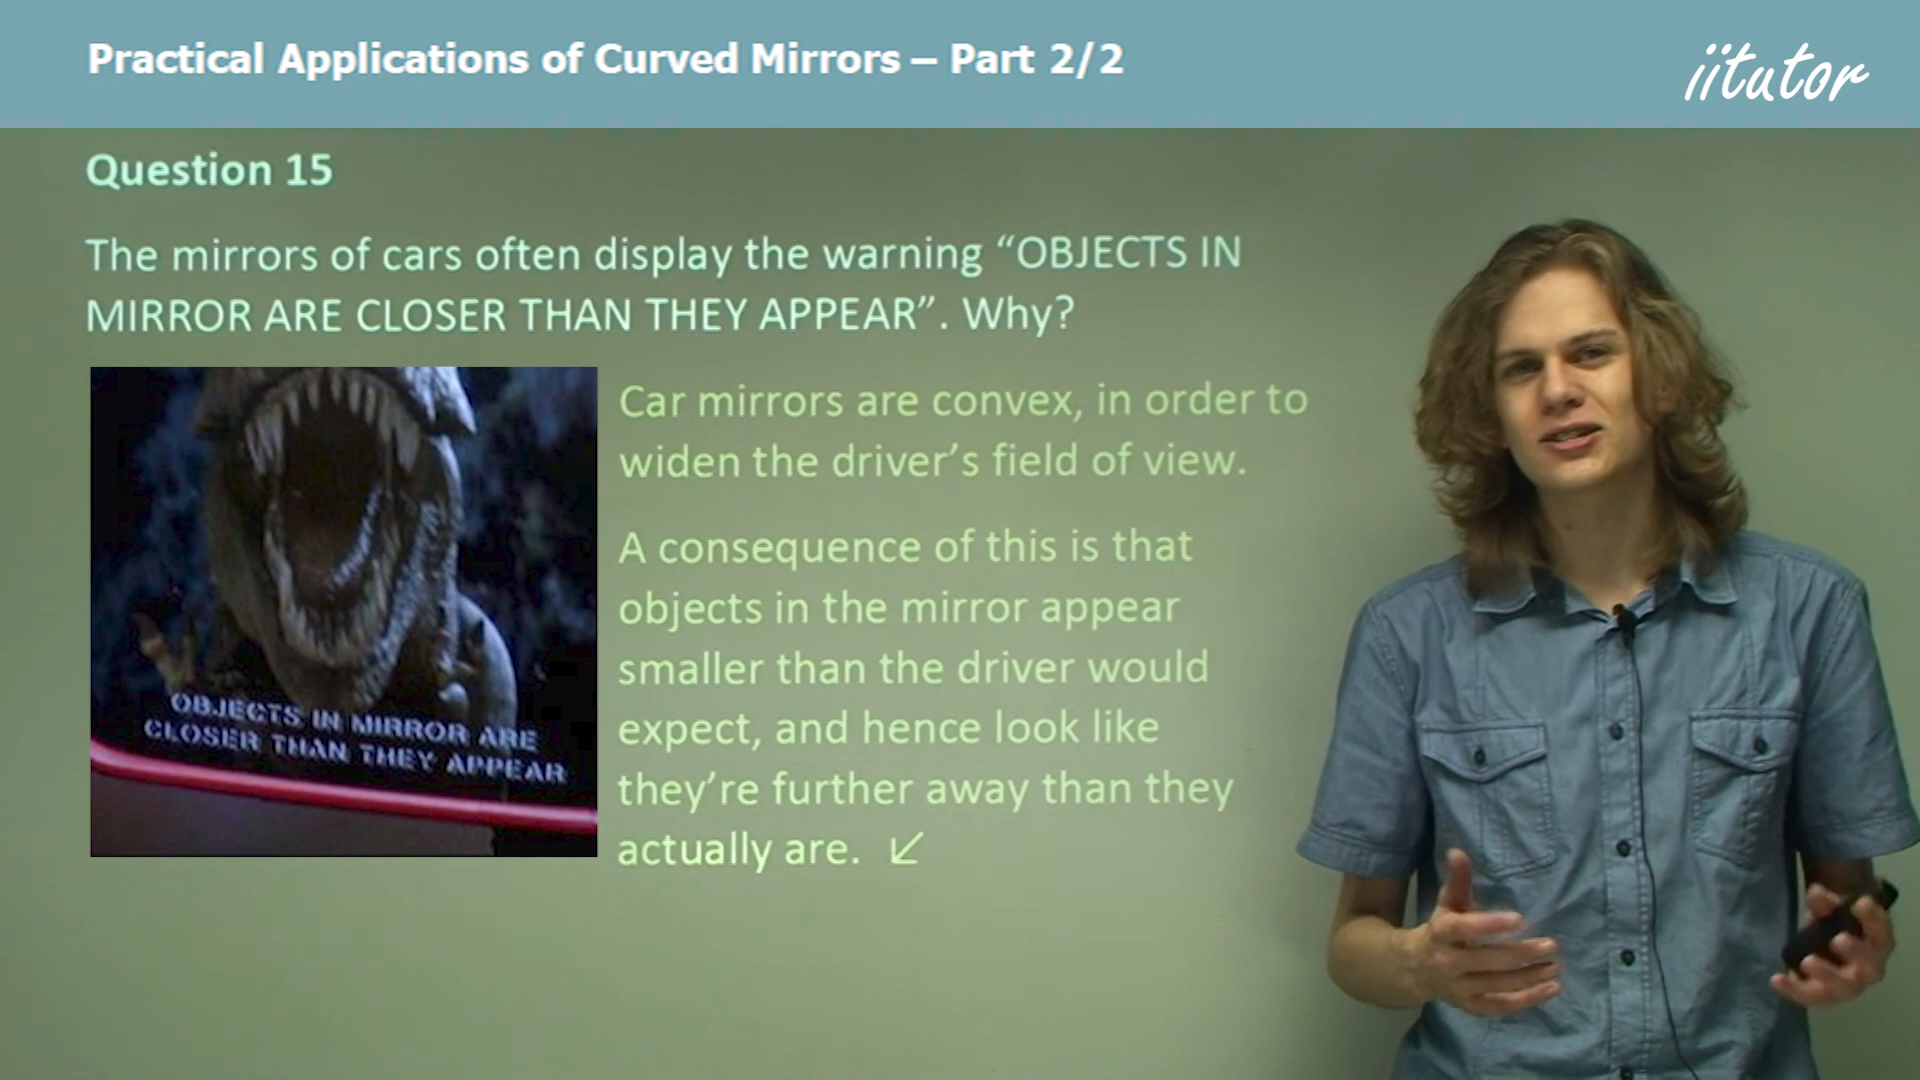 Practical Applications of Curved Mirrors – Part 2/2
iitutor
Question 15
The mirrors of cars often display the warning “OBJECTS IN
MIRROR ARE CLOSER THAN THEY APPEAR”. Why?
Car mirrors are convex, in order to
widen the driver’s field of view.
A consequence of this is that
objects in the mirror appear
smaller than the driver would
expect, and hence look like
they’re further away than they
actually are. ↙
OBJECTS IN MIRROR ARE
CLOSER THAN THEY APPEAR